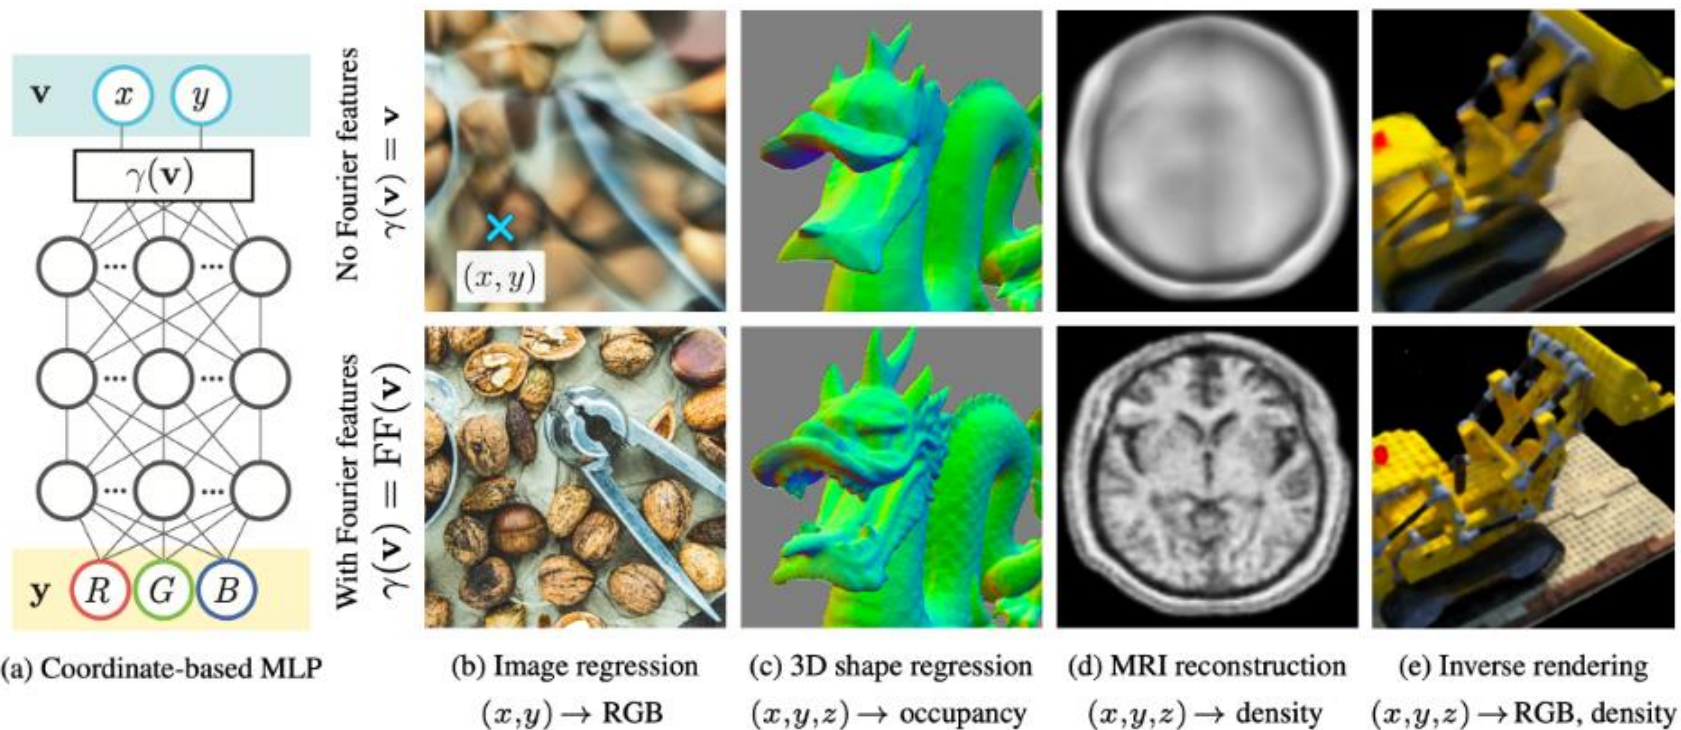 v
x y
γ(v)
R G B
y
(a) Coordinate-based MLP
No Fourier features
γ(v) = v
With Fourier features
γ(v) = FF(v)
(x, y)
(b) Image regression
(x,y) → RGB
(c) 3D shape regression
(x,y,z) → occupancy
(d) MRI reconstruction
(x,y,z) → density
(e) Inverse rendering
(x,y,z) → RGB, density